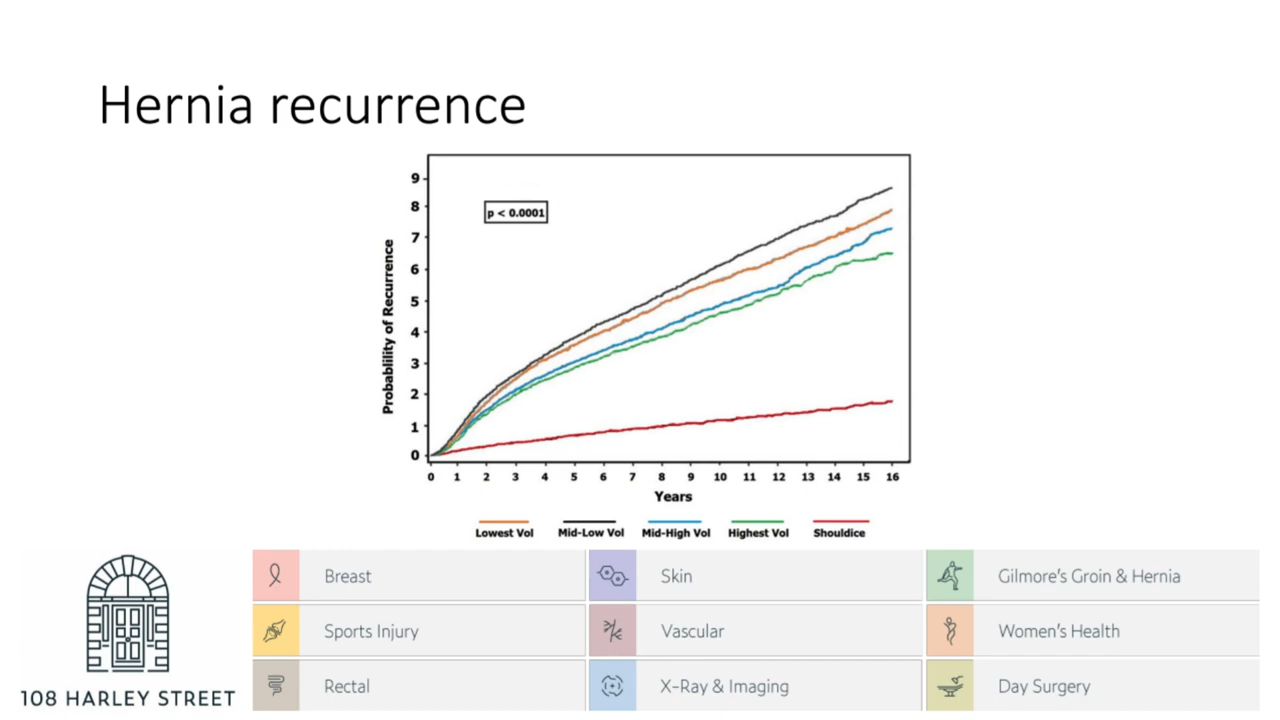 Hernia recurrence
9
8
7
6
5
4
3
2
1
0
p < 0.0001
Probablility of Recurrence
0 1 2 3 4 5 6 7 8 9 10 11 12 13 14 15 16
Years
Lowest Vol Mid-Low Vol Mid-High Vol Highest Vol Shouldice
Breast Skin Gilmore's Groin & Hernia
Sports Injury Vascular Women's Health
Rectal X-Ray & Imaging Day Surgery
108 HARLEY STREET